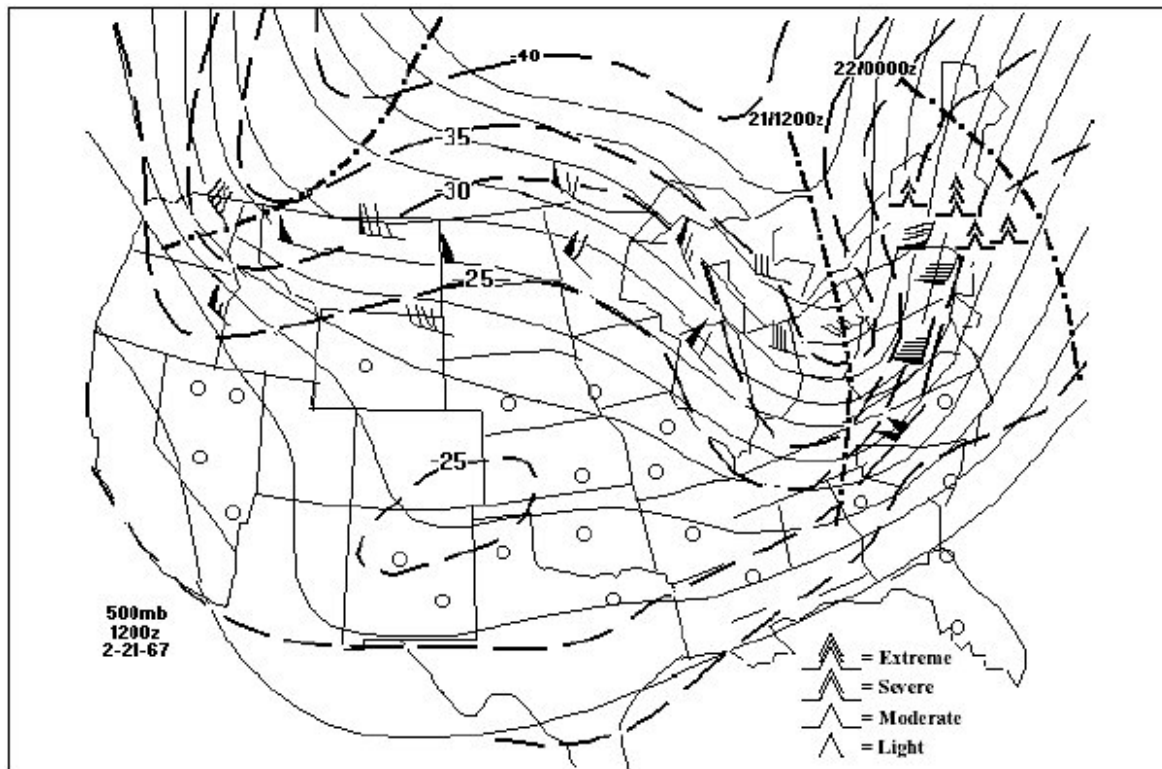 -40
22/0000z
21/1200z
-35
-30
-25
-25
500mb
1200z
2-21-67
= Extreme
= Severe
= Moderate
= Light